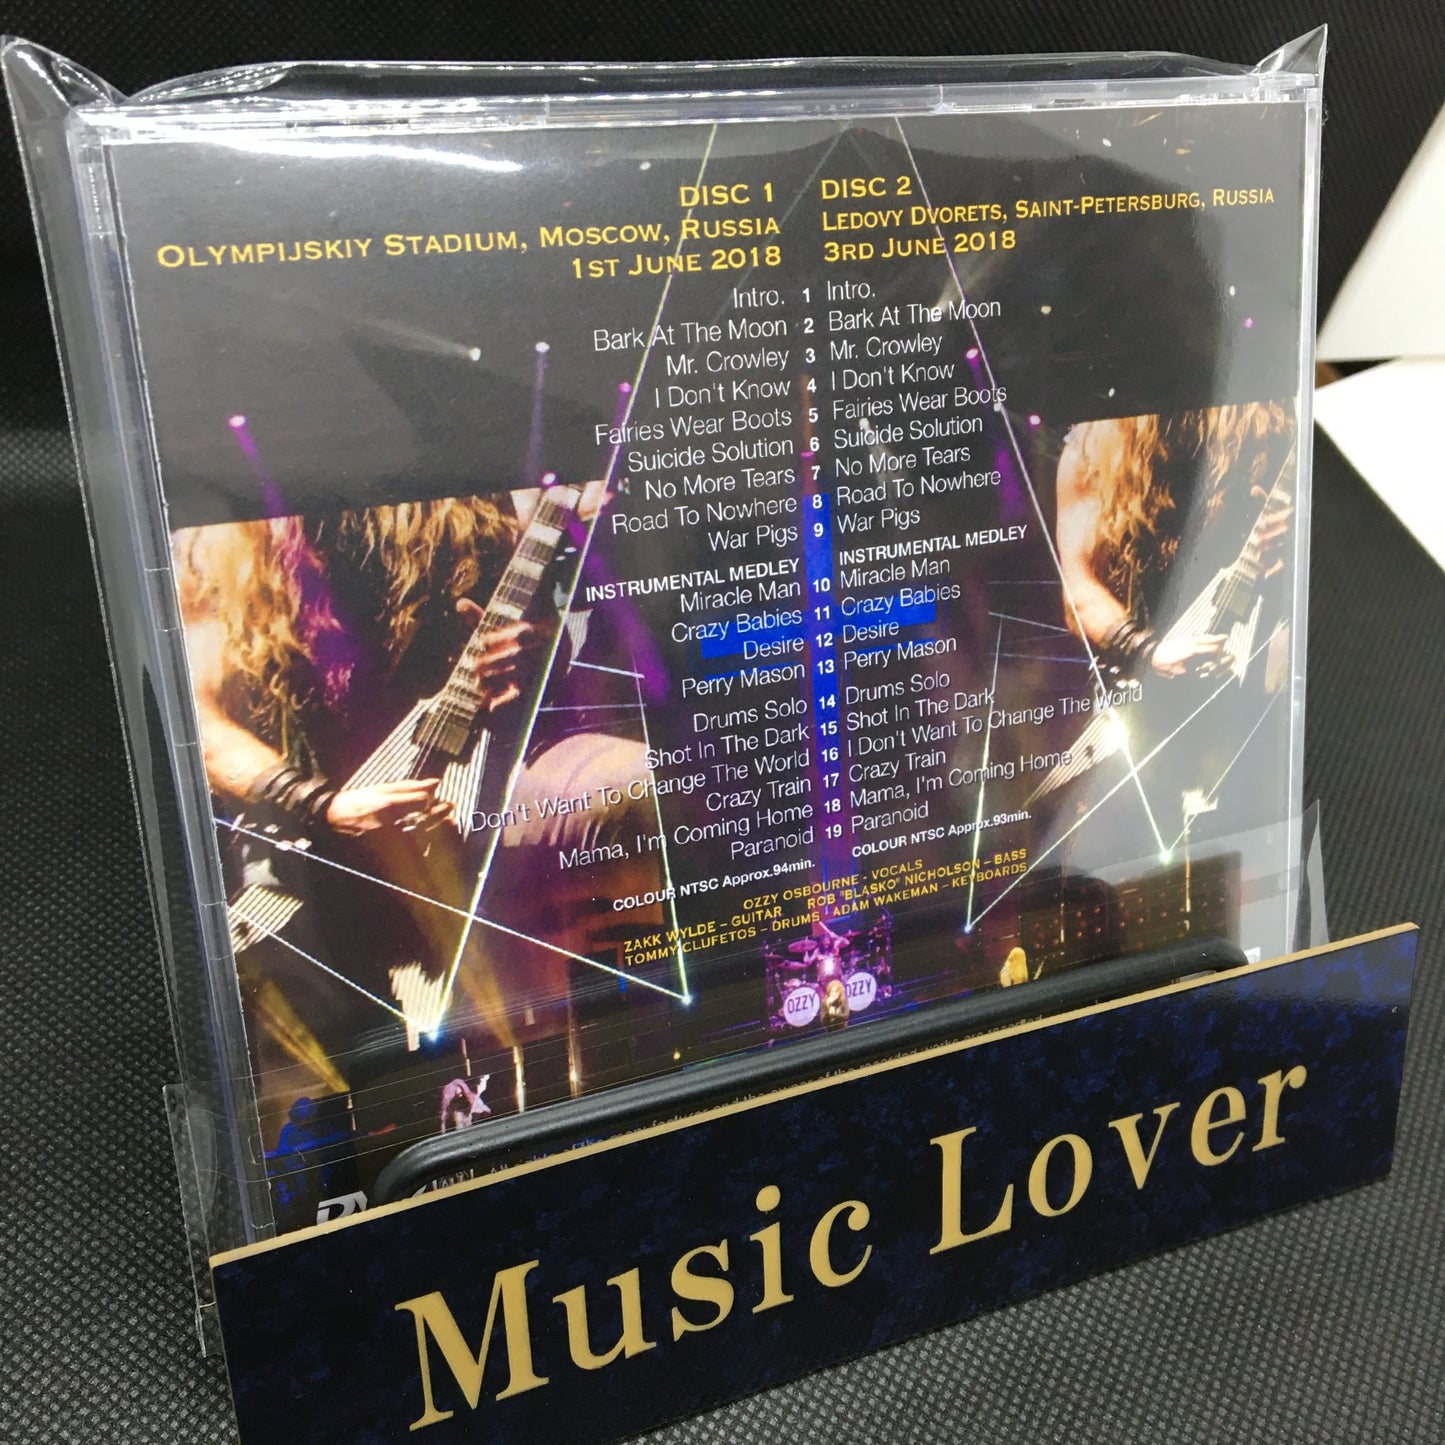 DISC 1
OLYMPIJSKIY STADIUM, MOSCOW, RUSSIA
1ST JUNE 2018
DISC 2
LEDOVY DVORETS, SAINT-PETERSBURG, RUSSIA
3RD JUNE 2018
Intro. 1 Intro.
Bark At The Moon 2 Bark At The Moon
Mr. Crowley 3 Mr. Crowley
I Don't Know 4 I Don't Know
Fairies Wear Boots 5 Fairies Wear Boots
Suicide Solution 6 Suicide Solution
No More Tears 7 No More Tears
Road To Nowhere 8 Road To Nowhere
War Pigs 9 War Pigs
INSTRUMENTAL MEDLEY INSTRUMENTAL MEDLEY
Miracle Man 10 Miracle Man
Crazy Babies 11 Crazy Babies
Desire 12 Desire
Perry Mason 13 Perry Mason
Drums Solo 14 Drums Solo
Shot In The Dark 15 Shot In The Dark
I Don't Want To Change The World 16 I Don't Want To Change The World
Crazy Train 17 Crazy Train
Mama, I'm Coming Home 18 Mama, I'm Coming Home
Paranoid 19 Paranoid
COLOUR NTSC Approx.94min. COLOUR NTSC Approx.93min.
OZZY OSBOURNE - VOCALS
ZAKK WYLDE – GUITAR ROB "BLASKO" NICHOLSON – BASS
TOMMY CLUFETOS – DRUMS ADAM WAKEMAN – KEYBOARDS
OZZY OZZY
Music Lover